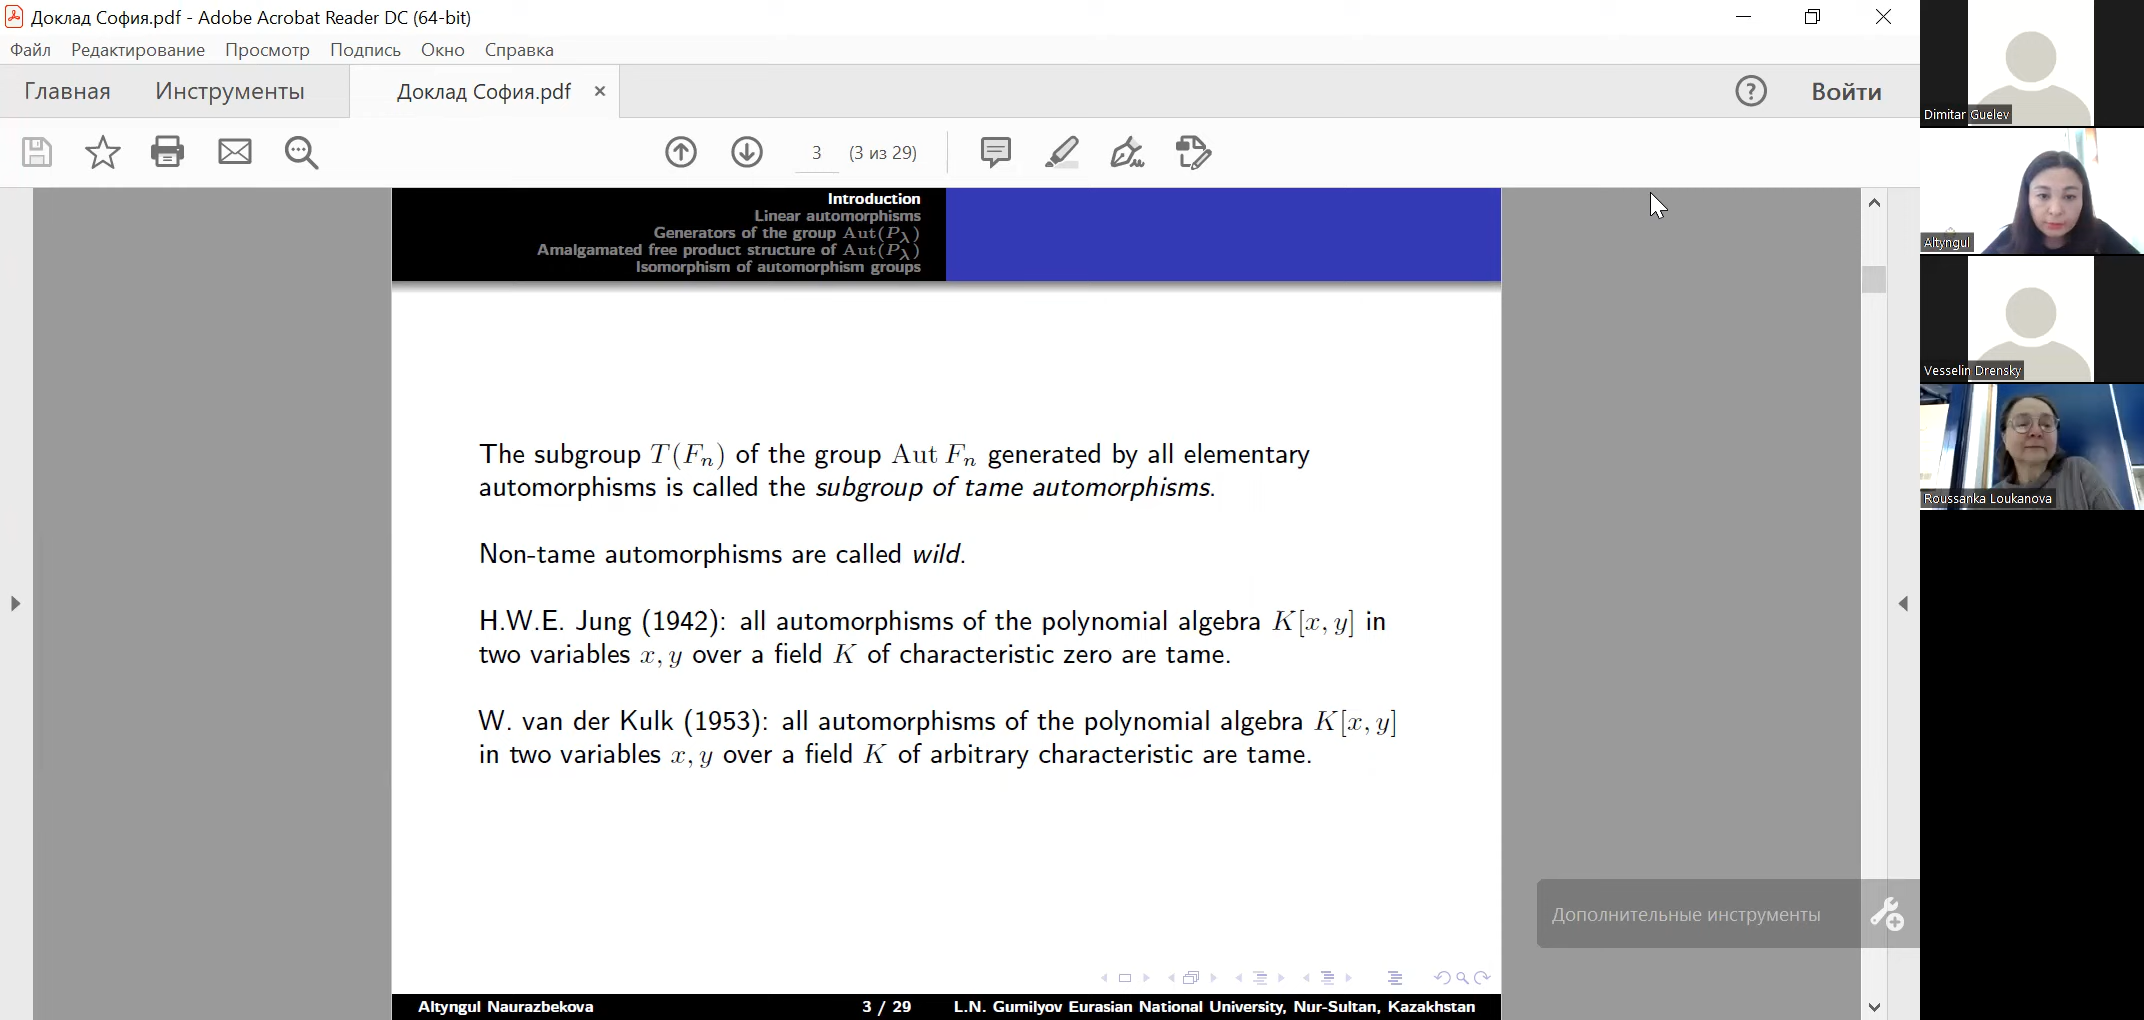 Доклад София.pdf - Adobe Acrobat Reader DC (64-bit)
Файл Редактирование Просмотр Подпись Окно Справка
Главная Инструменты Доклад София.pdf × Войти
3 (3 из 29)
Introduction
Linear automorphisms
Generators of the group Aut(P_λ)
Amalgamated free product structure of Aut(P_λ)
Isomorphism of automorphism groups
The subgroup T(F_n) of the group Aut F_n generated by all elementary
automorphisms is called the subgroup of tame automorphisms.
Non-tame automorphisms are called wild.
H.W.E. Jung (1942): all automorphisms of the polynomial algebra K[x, y] in
two variables x, y over a field K of characteristic zero are tame.
W. van der Kulk (1953): all automorphisms of the polynomial algebra K[x, y]
in two variables x, y over a field K of arbitrary characteristic are tame.
Дополнительные инструменты
Altyngul Naurazbekova 3 / 29 L.N. Gumilyov Eurasian National University, Nur-Sultan, Kazakhstan
Dimitar Guelev
Altyngul
Vesselin Drensky
Roussanka Loukanova